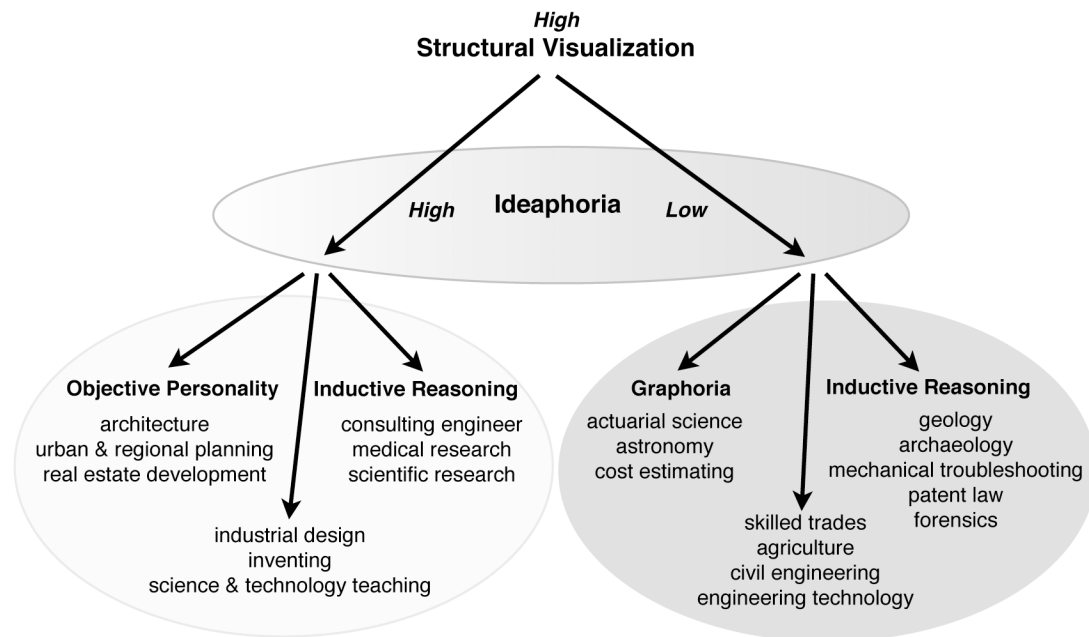 High
Structural Visualization
High Ideaphoria Low
Objective Personality
architecture
urban & regional planning
real estate development
Inductive Reasoning
consulting engineer
medical research
scientific research
industrial design
inventing
science & technology teaching
Graphoria
actuarial science
astronomy
cost estimating
Inductive Reasoning
geology
archaeology
mechanical troubleshooting
patent law
forensics
skilled trades
agriculture
civil engineering
engineering technology